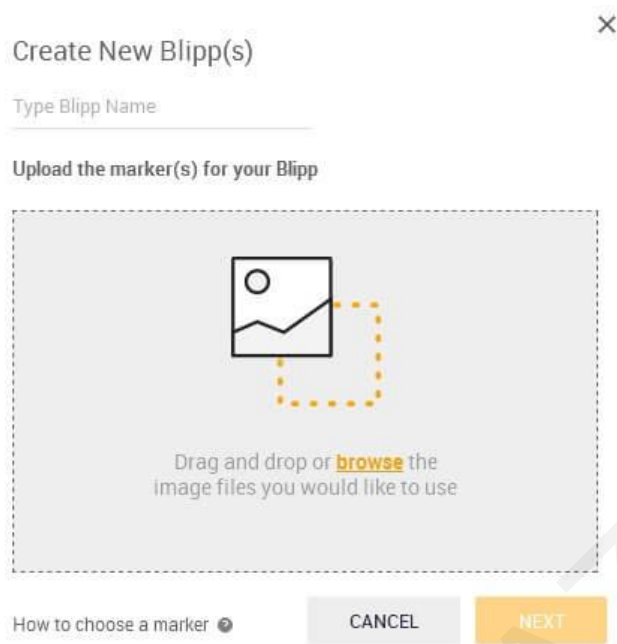 Create New Blipp(s)
Type Blipp Name
Upload the marker(s) for your Blipp
Drag and drop or browse the
image files you would like to use
How to choose a marker ?
CANCEL
NEXT